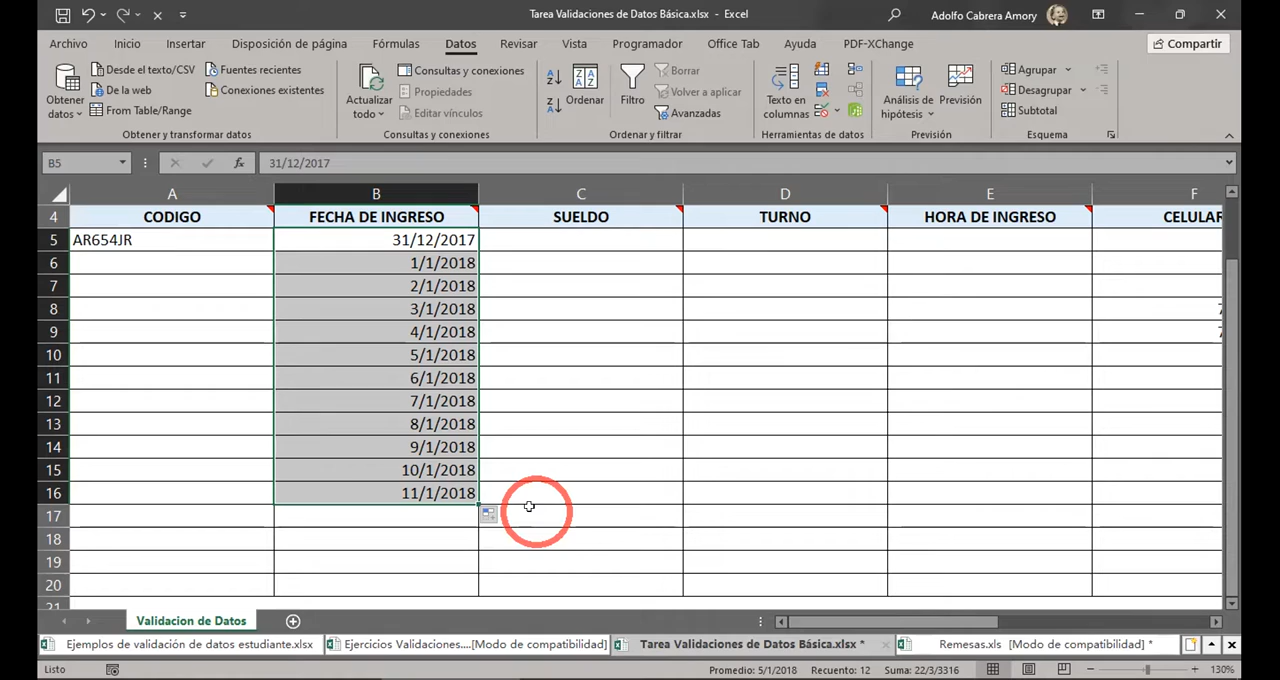 Tarea Validaciones de Datos Básica.xlsx - Excel
Adolfo Cabrera Amory
Archivo Inicio Insertar Disposición de página Fórmulas Datos Revisar Vista Programador Office Tab Ayuda PDF-XChange
Compartir
Obtener datos
Desde el texto/CSV
De la web
From Table/Range
Fuentes recientes
Conexiones existentes
Obtener y transformar datos
Actualizar todo
Consultas y conexiones
Propiedades
Editar vínculos
Consultas y conexiones
Ordenar
Filtro
Borrar
Volver a aplicar
Avanzadas
Ordenar y filtrar
Texto en columnas
Herramientas de datos
Análisis de hipótesis
Previsión
Previsión
Agrupar
Desagrupar
Subtotal
Esquema
B5 fx 31/12/2017
A B C D E F
4 CODIGO FECHA DE INGRESO SUELDO TURNO HORA DE INGRESO CELULAR
5 AR654JR 31/12/2017
6 1/1/2018
7 2/1/2018
8 3/1/2018 7
9 4/1/2018 7
10 5/1/2018
11 6/1/2018
12 7/1/2018
13 8/1/2018
14 9/1/2018
15 10/1/2018
16 11/1/2018
17
18
19
20
21
Validacion de Datos
Ejemplos de validación de datos estudiante.xlsx Ejercicios Validaciones....[Modo de compatibilidad] Tarea Validaciones de Datos Básica.xlsx * Remesas.xls [Modo de compatibilidad] *
Listo Promedio: 5/1/2018 Recuento: 12 Suma: 22/3/3316 130%